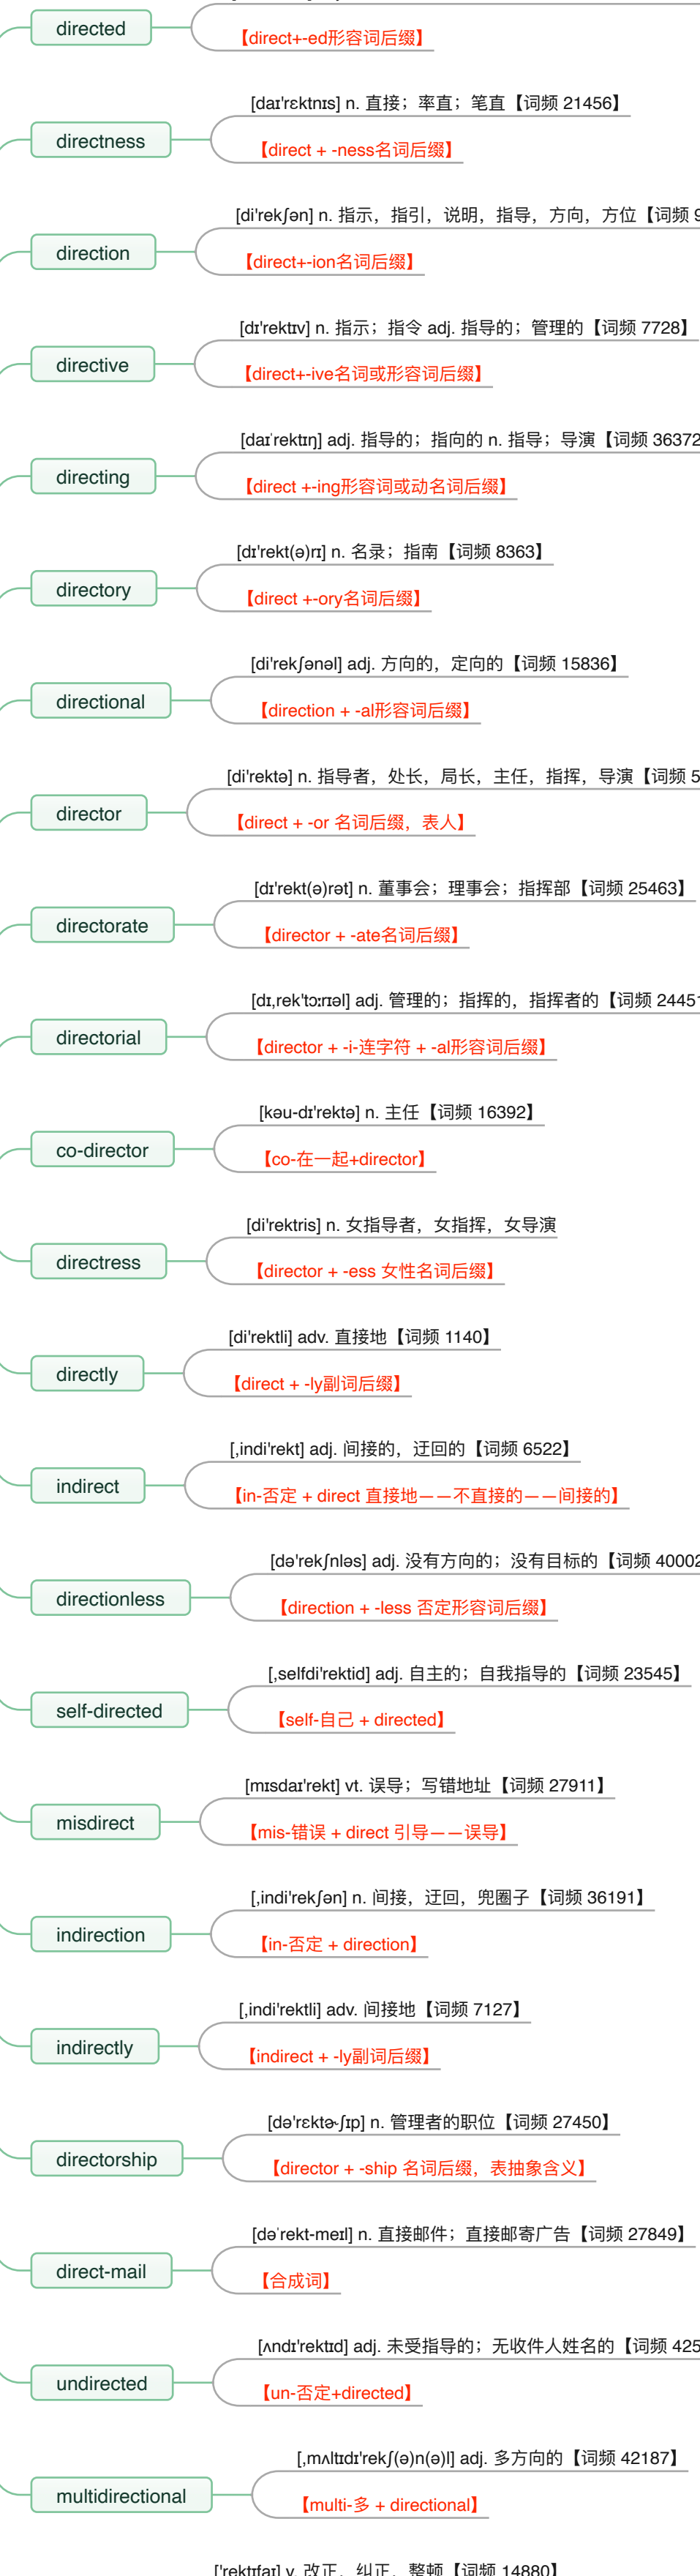 directed
【direct+-ed形容词后缀】
[daɪ'rɛktnɪs] n. 直接；率直；笔直【词频 21456】
directness
【direct + -ness名词后缀】
[di'rekʃən] n. 指示，指引，说明，指导，方向，方位【词频 9
direction
【direct+-ion名词后缀】
[dɪ'rektɪv] n. 指示；指令 adj. 指导的；管理的【词频 7728】
directive
【direct+-ive名词或形容词后缀】
[daɪˈrektɪŋ] adj. 指导的；指向的 n. 指导；导演【词频 36372
directing
【direct +-ing形容词或动名词后缀】
[dɪ'rekt(ə)rɪ] n. 名录；指南【词频 8363】
directory
【direct +-ory名词后缀】
[di'rekʃənəl] adj. 方向的，定向的【词频 15836】
directional
【direction + -al形容词后缀】
[di'rektə] n. 指导者，处长，局长，主任，指挥，导演【词频 5
director
【direct + -or 名词后缀，表人】
[dɪ'rekt(ə)rət] n. 董事会；理事会；指挥部【词频 25463】
directorate
【director + -ate名词后缀】
[dɪ,rek'tɔːrɪəl] adj. 管理的；指挥的，指挥者的【词频 24451
directorial
【director + -i-连字符 + -al形容词后缀】
[kəu-dɪ'rektə] n. 主任【词频 16392】
co-director
【co-在一起+director】
[di'rektris] n. 女指导者，女指挥，女导演
directress
【director + -ess 女性名词后缀】
[di'rektli] adv. 直接地【词频 1140】
directly
【direct + -ly副词后缀】
[,indi'rekt] adj. 间接的，迂回的【词频 6522】
indirect
【in-否定 + direct 直接地——不直接的——间接的】
[də'rekʃnləs] adj. 没有方向的；没有目标的【词频 40002
directionless
【direction + -less 否定形容词后缀】
[,selfdi'rektid] adj. 自主的；自我指导的【词频 23545】
self-directed
【self-自己 + directed】
[mɪsdaɪ'rekt] vt. 误导；写错地址【词频 27911】
misdirect
【mis-错误 + direct 引导——误导】
[,indi'rekʃən] n. 间接，迂回，兜圈子【词频 36191】
indirection
【in-否定 + direction】
[,indi'rektli] adv. 间接地【词频 7127】
indirectly
【indirect + -ly副词后缀】
[də'rɛktɚʃɪp] n. 管理者的职位【词频 27450】
directorship
【director + -ship 名词后缀，表抽象含义】
[dəˈrekt-meɪl] n. 直接邮件；直接邮寄广告【词频 27849】
direct-mail
【合成词】
[ʌndɪ'rektɪd] adj. 未受指导的；无收件人姓名的【词频 425
undirected
【un-否定+directed】
[,mʌltɪdɪ'rekʃ(ə)n(ə)l] adj. 多方向的【词频 42187】
multidirectional
【multi-多 + directional】
['rektɪfaɪ] v. 改正，纠正，整顿【词频 14880】